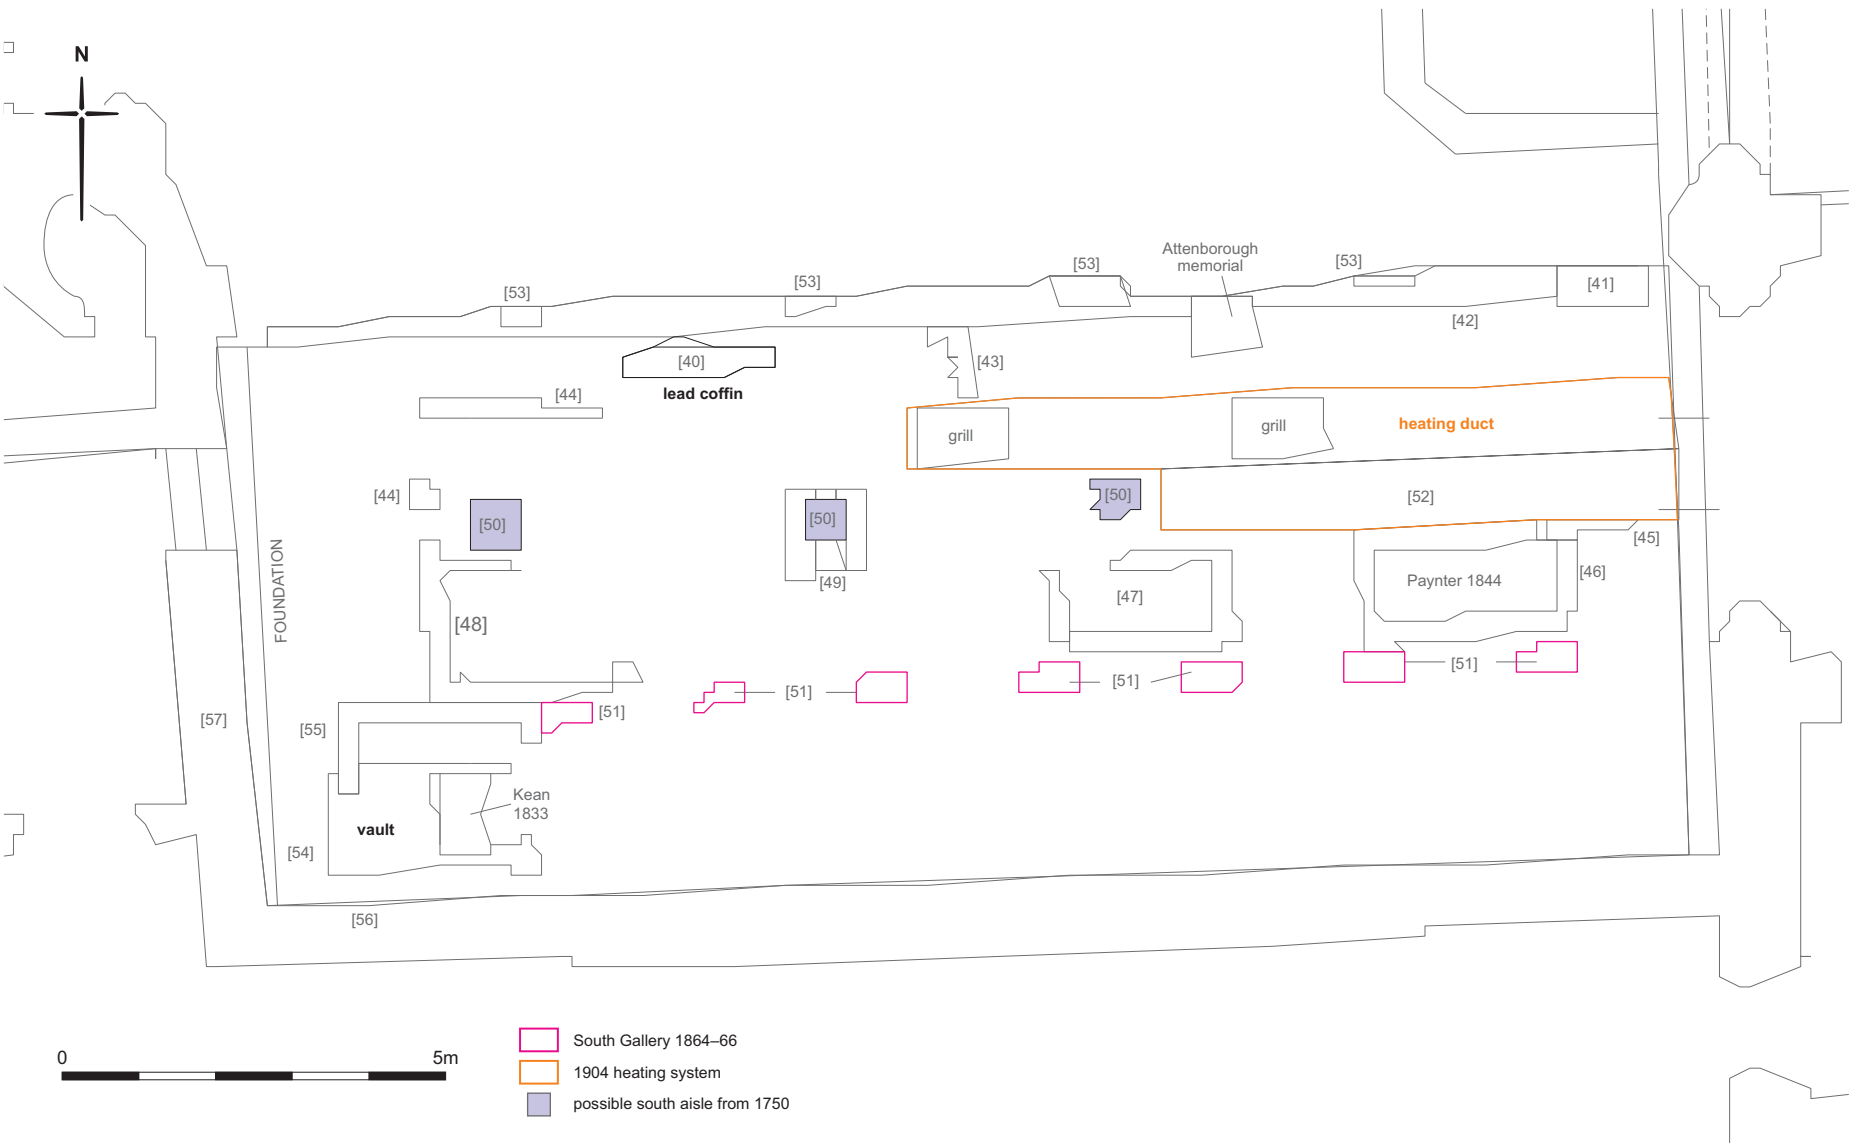 N
Attenborough
memorial
[53]
[53]
[53]
[53]
[41]
[42]
[40]
[43]
lead coffin
[44]
grill
grill
heating duct
[44]
[50]
[50]
[50]
[52]
[45]
FOUNDATION
[49]
[47]
Paynter 1844
[46]
[48]
[51]
[51]
[51]
[51]
[57]
[55]
Kean
1833
vault
[54]
[56]
South Gallery 1864–66
0
5m
1904 heating system
possible south aisle from 1750